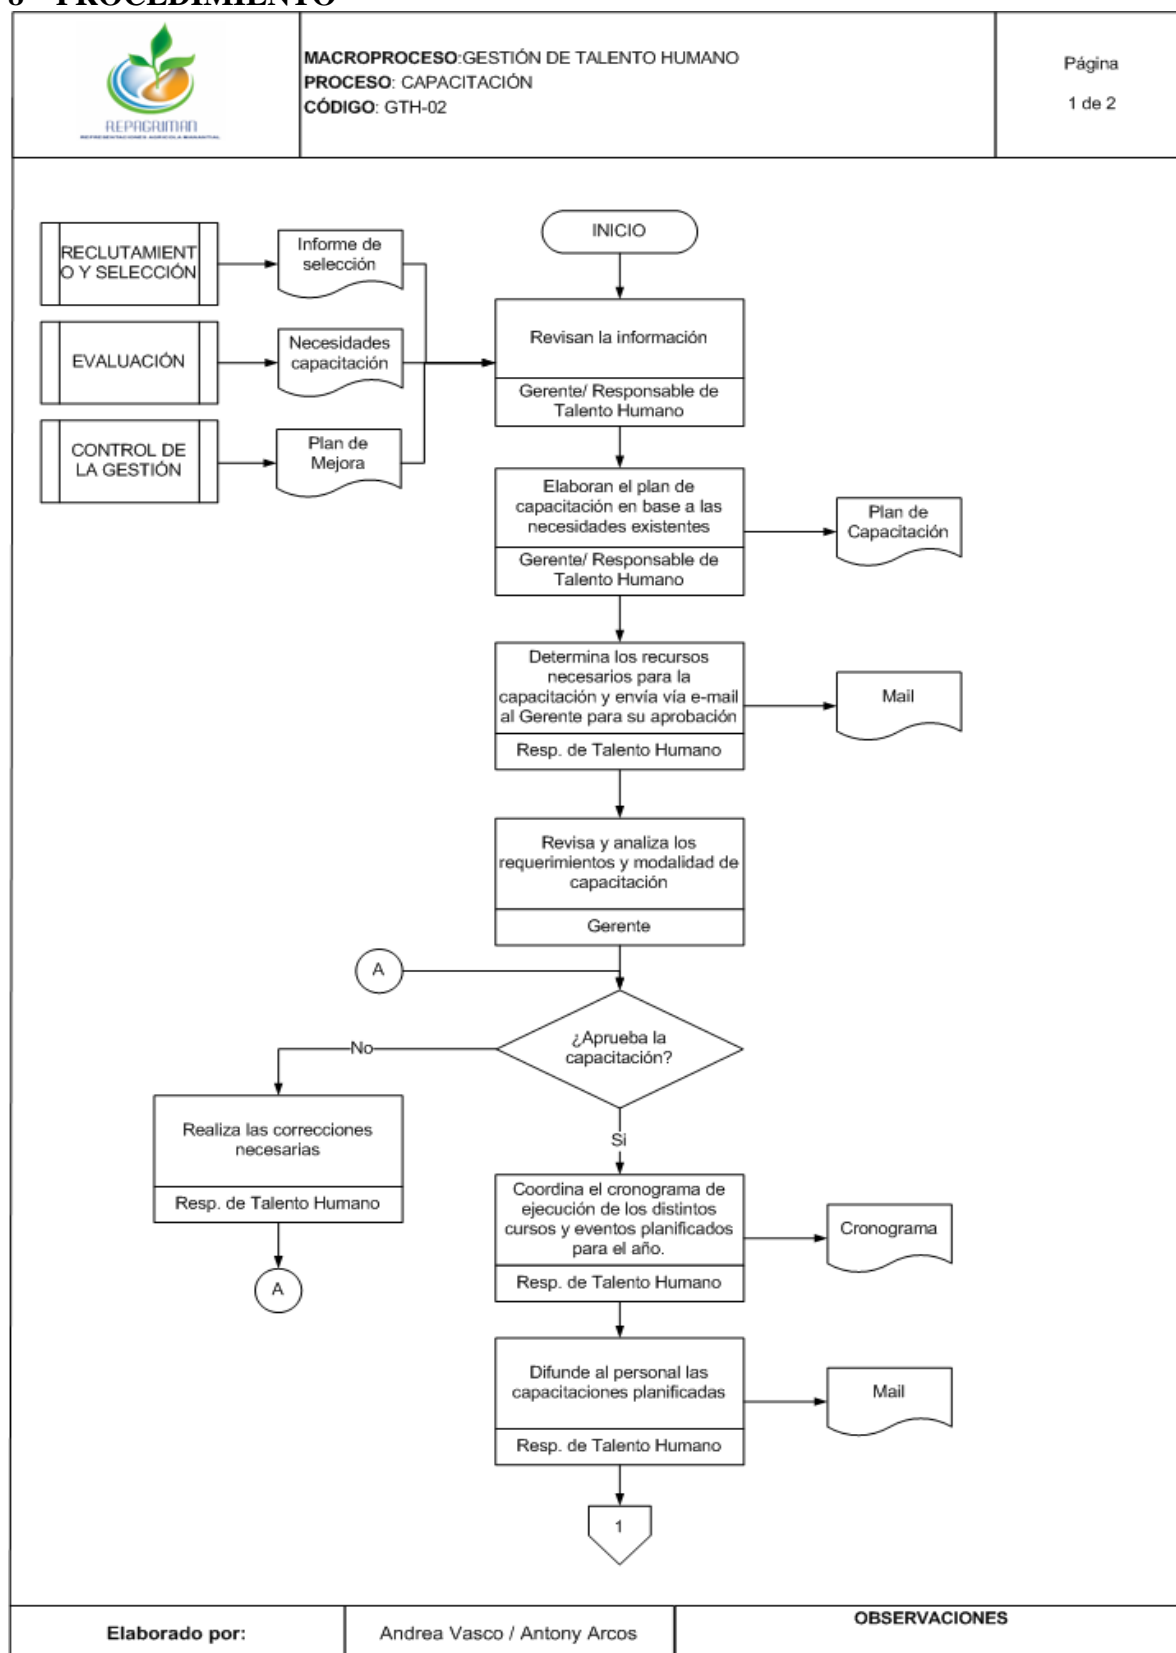 8 PROCEDIMIENTO
REPAGRIMAN
REPRESENTACIONES AGRICOLA MANANTIAL
MACROPROCESO:GESTIÓN DE TALENTO HUMANO
PROCESO: CAPACITACIÓN
CÓDIGO: GTH-02
Página
1 de 2
INICIO
RECLUTAMIENT
O Y SELECCIÓN
Informe de
selección
Revisan la información
Gerente/ Responsable de
Talento Humano
EVALUACIÓN
Necesidades
capacitación
CONTROL DE
LA GESTIÓN
Plan de
Mejora
Elaboran el plan de
capacitación en base a las
necesidades existentes
Gerente/ Responsable de
Talento Humano
Plan de
Capacitación
Determina los recursos
necesarios para la
capacitación y envía vía e-mail
al Gerente para su aprobación
Resp. de Talento Humano
Mail
Revisa y analiza los
requerimientos y modalidad de
capacitación
Gerente
A
¿Aprueba la
capacitación?
No
Si
Realiza las correcciones
necesarias
Resp. de Talento Humano
A
Coordina el cronograma de
ejecución de los distintos
cursos y eventos planificados
para el año.
Resp. de Talento Humano
Cronograma
Difunde al personal las
capacitaciones planificadas
Resp. de Talento Humano
Mail
1
Elaborado por:
Andrea Vasco / Antony Arcos
OBSERVACIONES